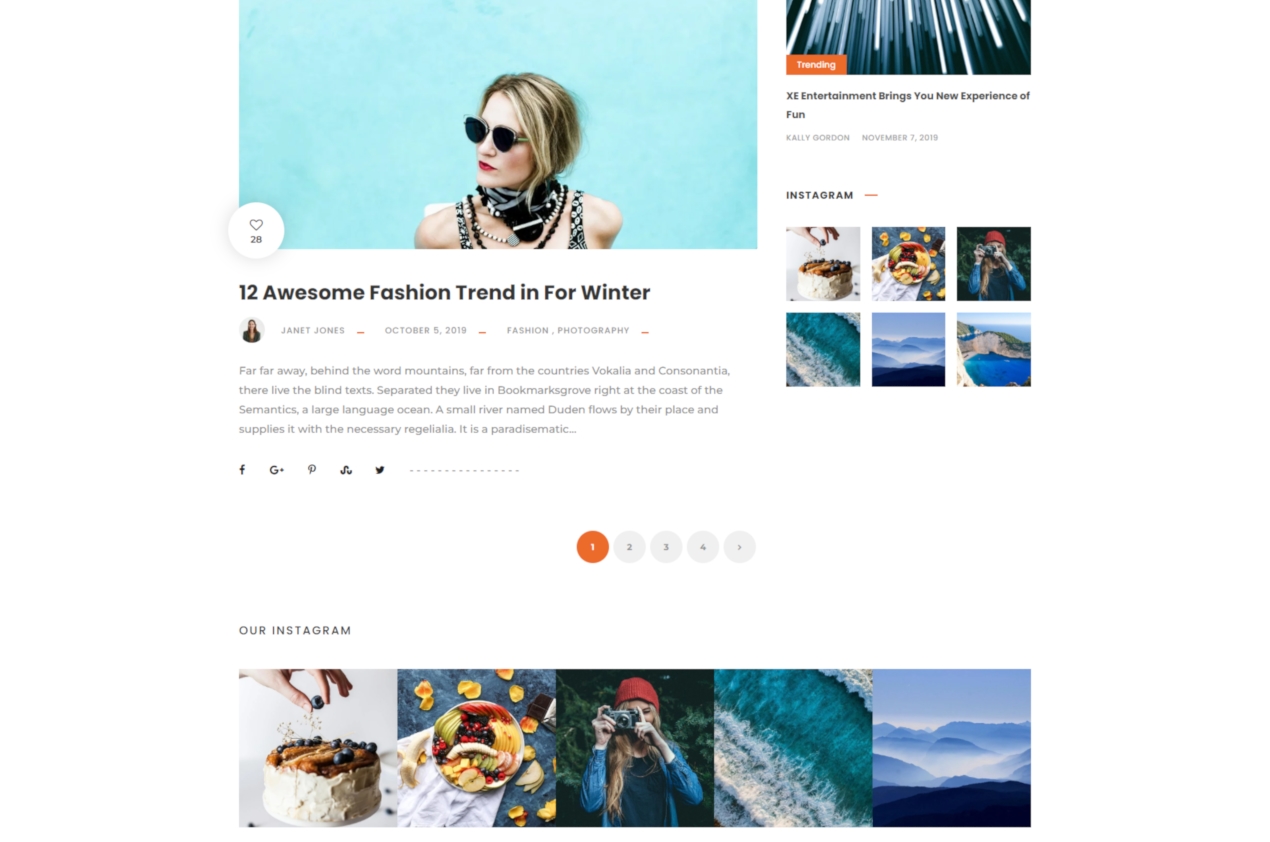 28
12 Awesome Fashion Trend in For Winter
JANET JONES
OCTOBER 5, 2019
FASHION , PHOTOGRAPHY
Far far away, behind the word mountains, far from the countries Vokalia and Consonantia,
there live the blind texts. Separated they live in Bookmarksgrove right at the coast of the
Semantics, a large language ocean. A small river named Duden flows by their place and
supplies it with the necessary regelialia. It is a paradisematic...
1 2 3 4 >
Trending
XE Entertainment Brings You New Experience of
Fun
KALLY GORDON NOVEMBER 7, 2019
INSTAGRAM
OUR INSTAGRAM